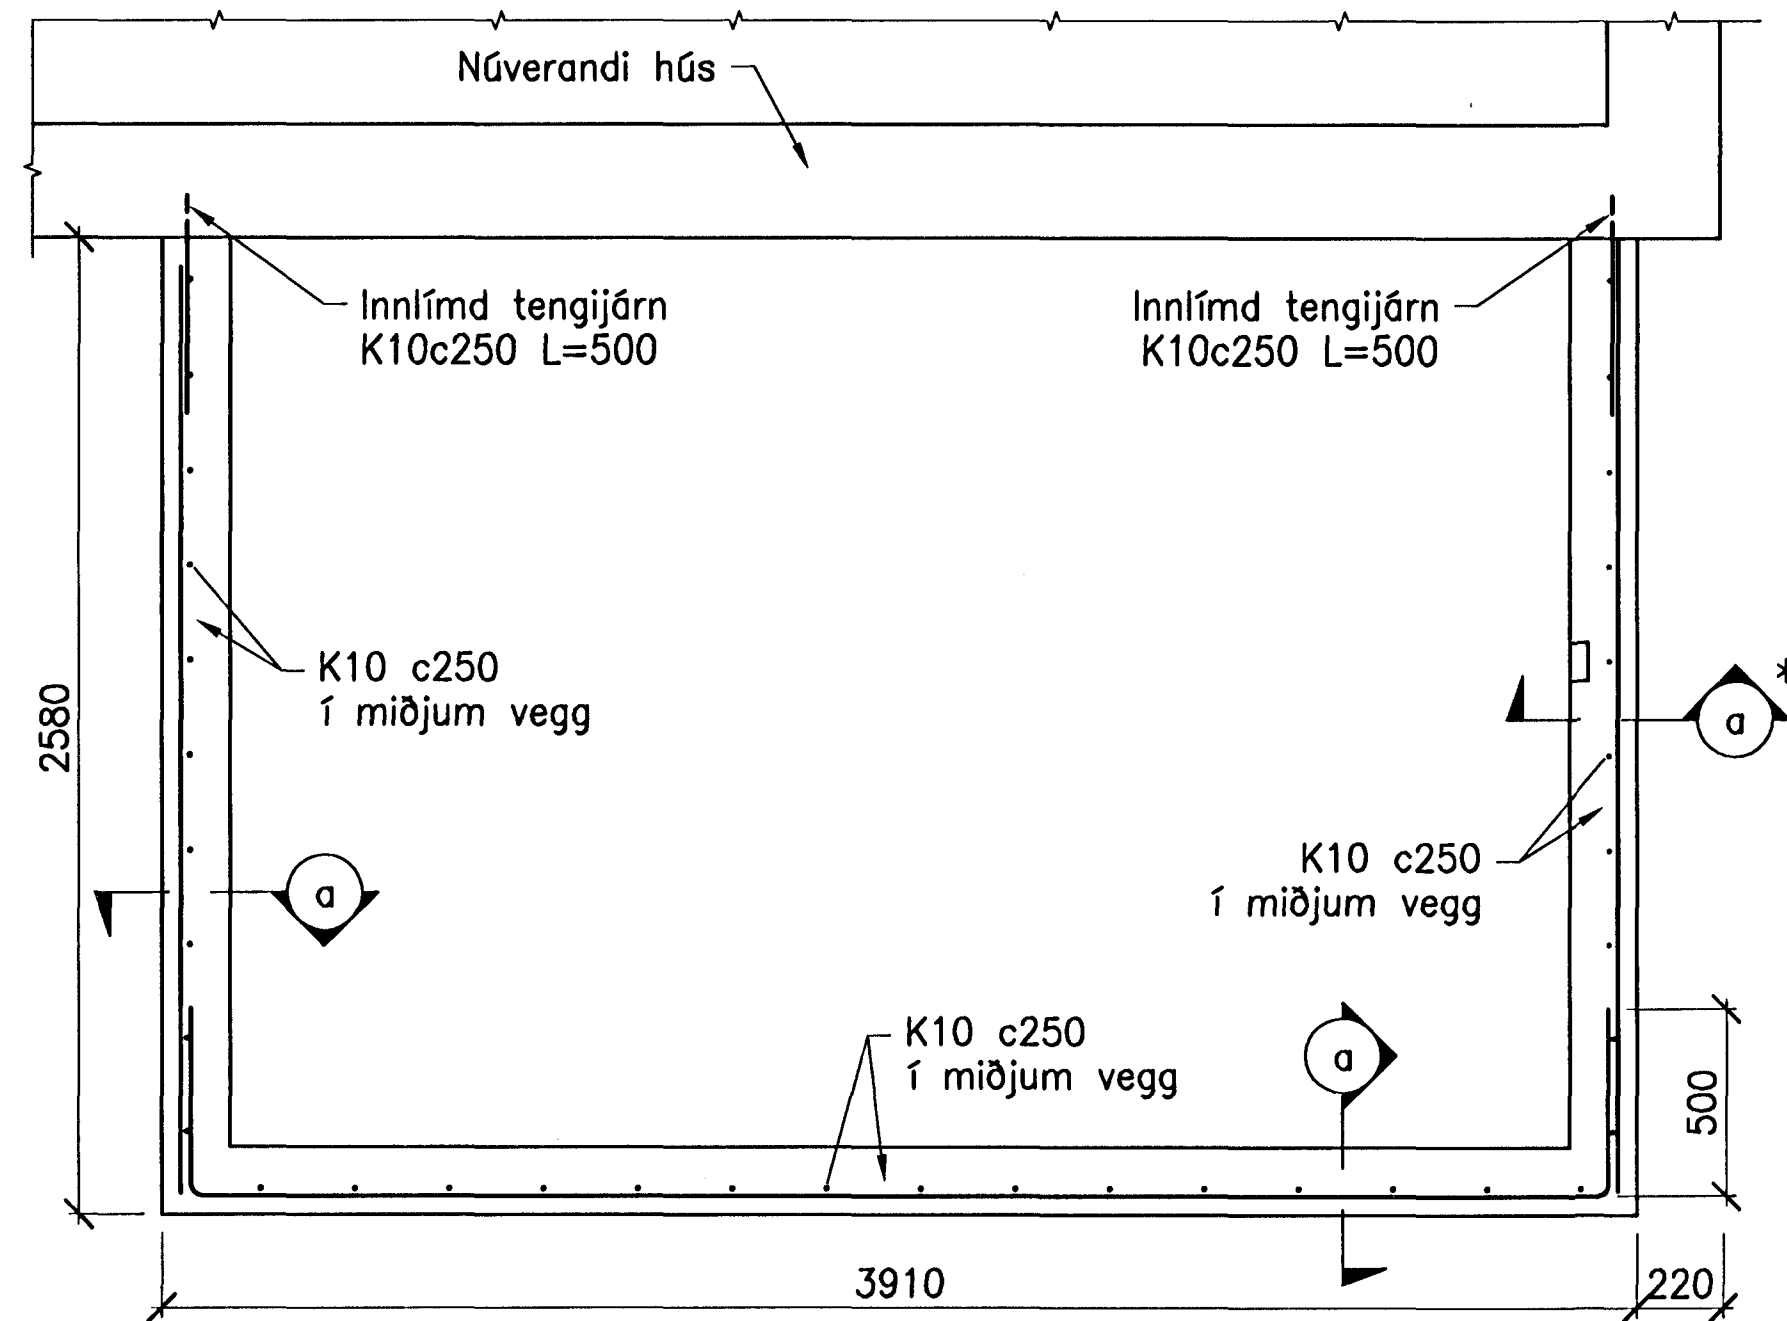 Núverandi hús
Innlímd tengijárn
K10c250 L=500
Innlímd tengijárn
K10c250 L=500
K10 c250
í miðjum vegg
2580
*
a
K10 c250
í miðjum vegg
a
K10 c250
í miðjum vegg
a
500
3910
220